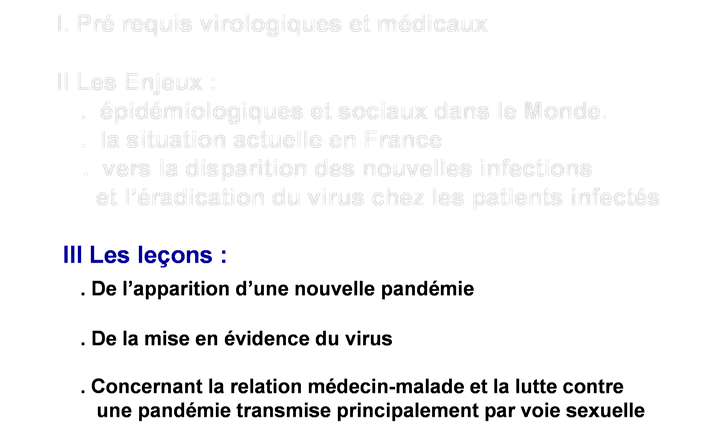 I. Pré requis virologiques et médicaux
II Les Enjeux :
. épidémiologiques et sociaux dans le Monde.
. la situation actuelle en France
. vers la disparition des nouvelles infections
et l’éradication du virus chez les patients infectés
III Les leçons :
. De l’apparition d’une nouvelle pandémie
. De la mise en évidence du virus
. Concernant la relation médecin-malade et la lutte contre
une pandémie transmise principalement par voie sexuelle